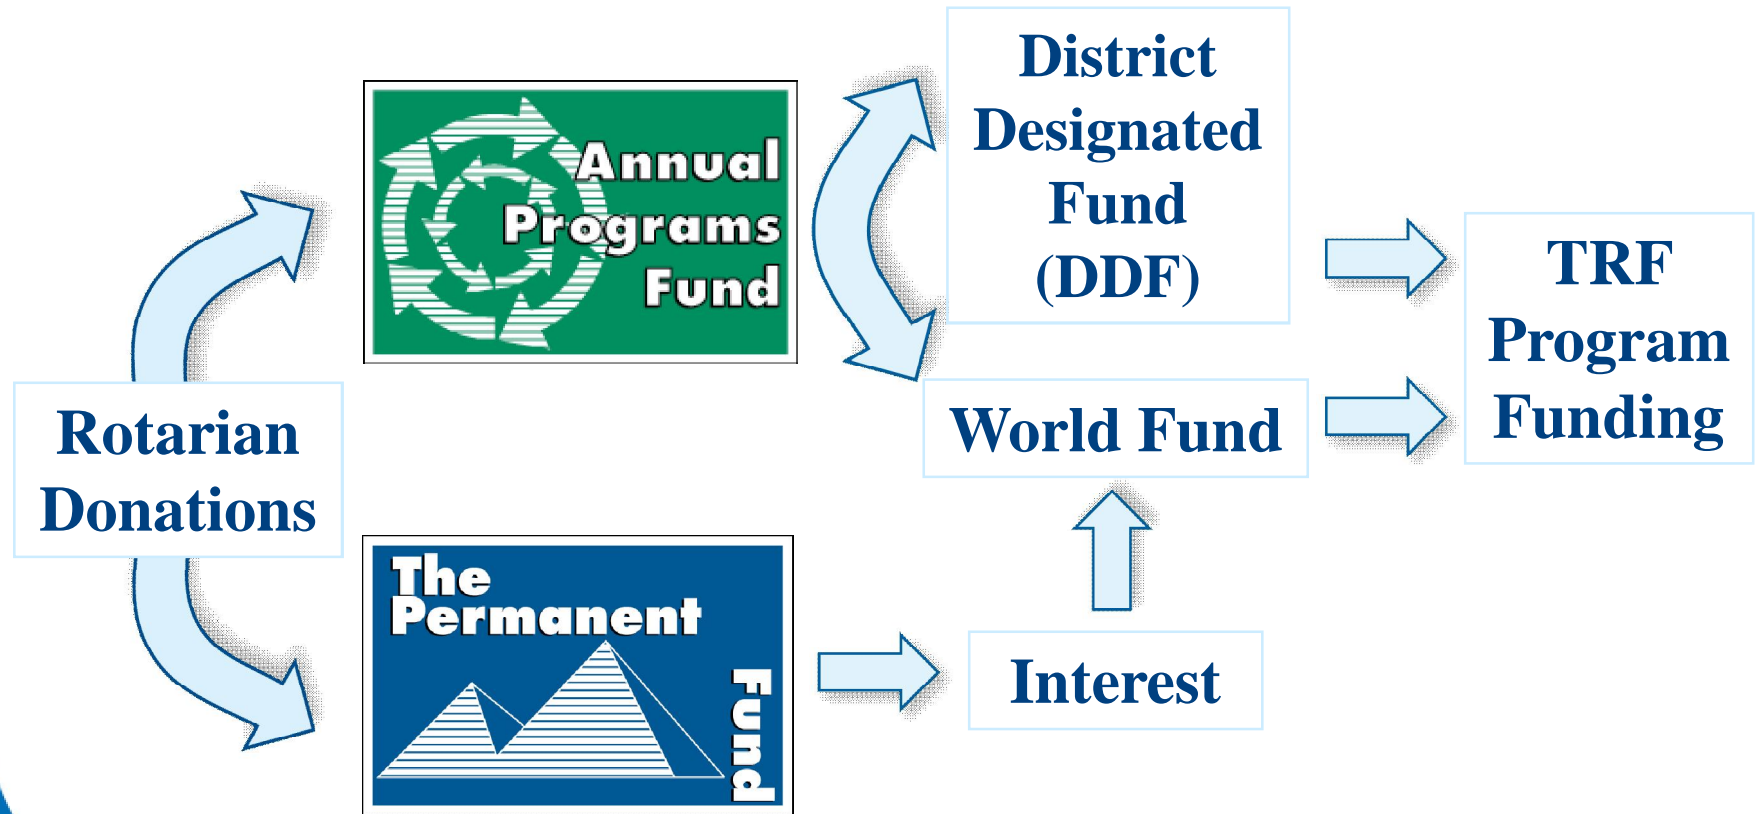 Rotarian
Donations
Annual
Programs
Fund
The
Permanent
Fund
District
Designated
Fund
(DDF)
World Fund
Interest
TRF
Program
Funding